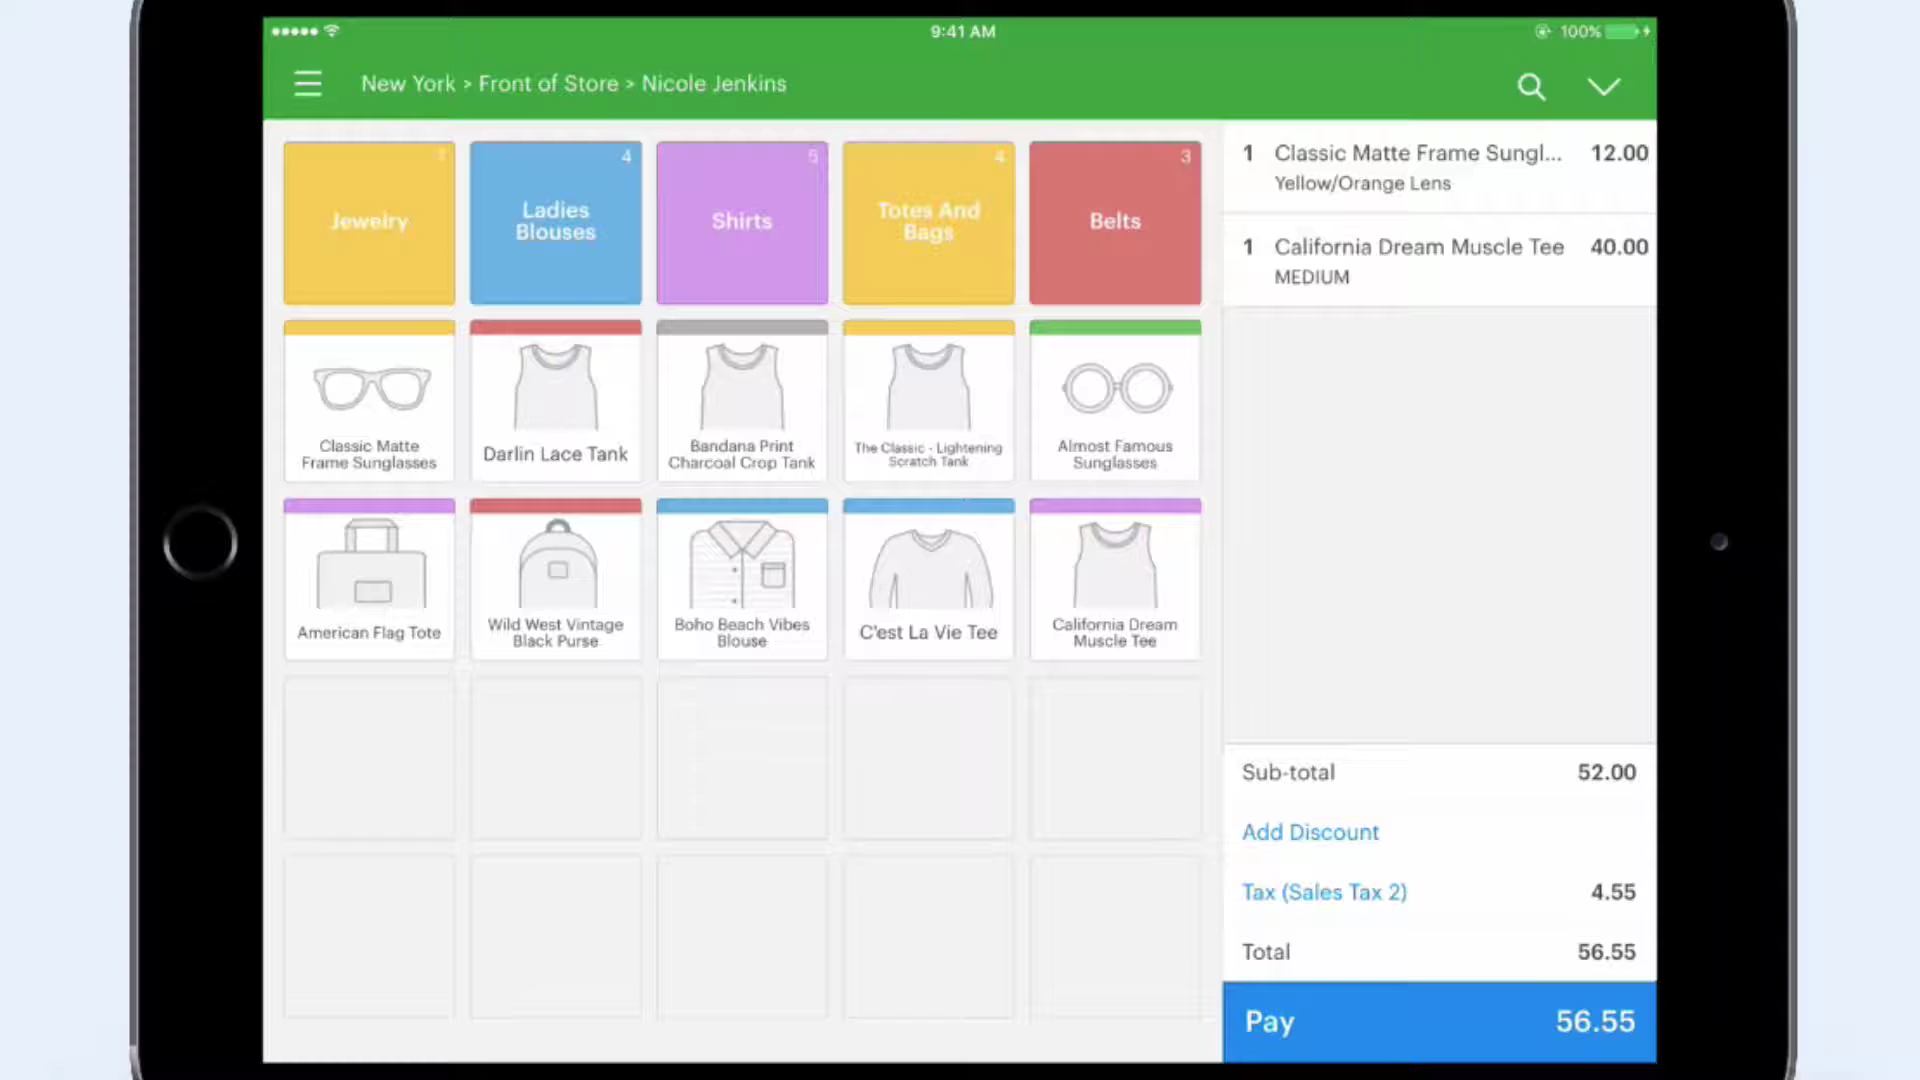 9:41 AM
100%
New York > Front of Store > Nicole Jenkins
4
5
4
3
Jewelry
Ladies
Blouses
Shirts
Totes And
Bags
Belts
Classic Matte
Frame Sunglasses
Darlin Lace Tank
Bandana Print
Charcoal Crop Tank
The Classic - Lightening
Scratch Tank
Almost Famous
Sunglasses
American Flag Tote
Wild West Vintage
Black Purse
Boho Beach Vibes
Blouse
C'est La Vie Tee
California Dream
Muscle Tee
1 Classic Matte Frame Sungl... 12.00
Yellow/Orange Lens
1 California Dream Muscle Tee 40.00
MEDIUM
Sub-total 52.00
Add Discount
Tax (Sales Tax 2) 4.55
Total 56.55
Pay 56.55